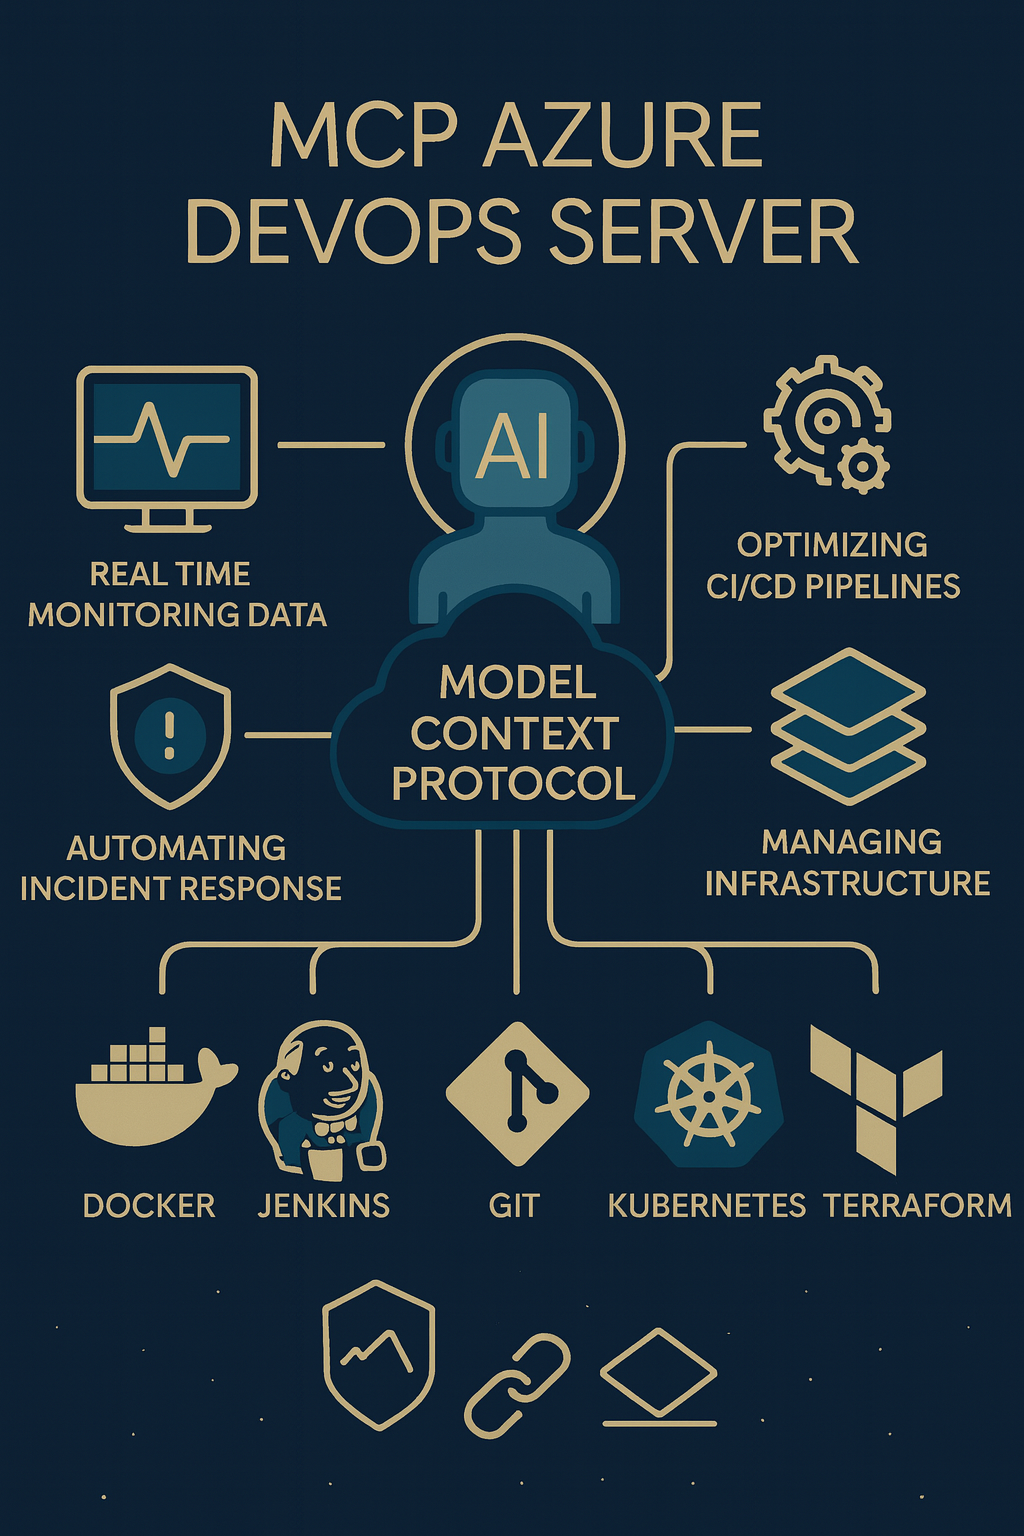 MCP AZURE
DEVOPS SERVER
AI
REAL TIME
MONITORING DATA
OPTIMIZING
CI/CD PIPELINES
MODEL
CONTEXT
PROTOCOL
AUTOMATING
INCIDENT RESPONSE
MANAGING
INFRASTRUCTURE
DOCKER
JENKINS
GIT
KUBERNETES
TERRAFORM